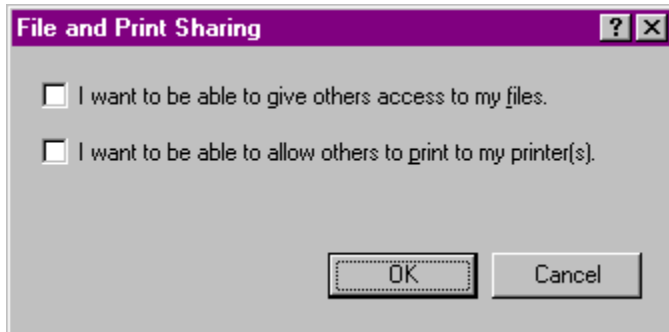 File and Print Sharing
I want to be able to give others access to my files.
I want to be able to allow others to print to my printer(s).
OK Cancel